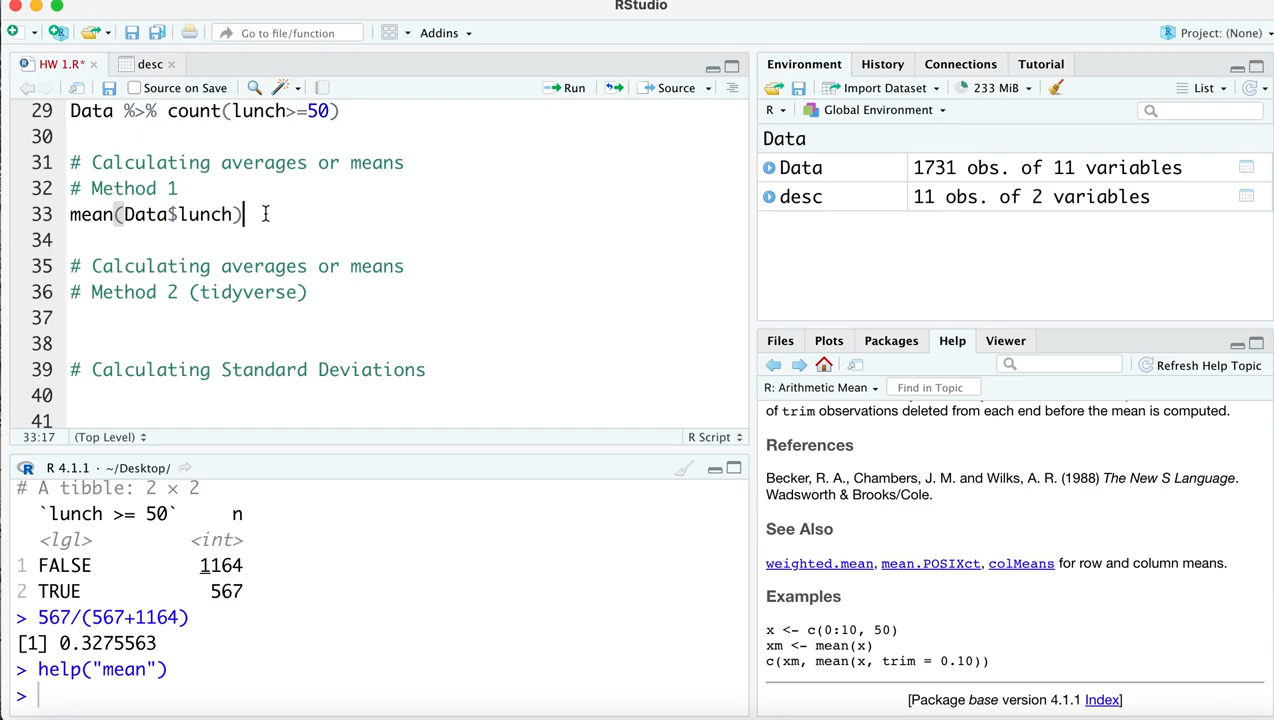 RStudio
Go to file/function
Addins
Project: (None)
HW 1.R*
desc
Source on Save
Run
Source
29 Data %>% count(lunch>=50)
30
31 # Calculating averages or means
32 # Method 1
33 mean(Data$lunch)
34
35 # Calculating averages or means
36 # Method 2 (tidyverse)
37
38
39 # Calculating Standard Deviations
40
41
33:17 (Top Level) R Script
R 4.1.1 · ~/Desktop/
# A tibble: 2 × 2
`lunch >= 50` n
<lgl> <int>
1 FALSE 1164
2 TRUE 567
> 567/(567+1164)
[1] 0.3275563
> help("mean")
>
Environment History Connections Tutorial
Import Dataset 233 MiB List
R Global Environment
Data
Data 1731 obs. of 11 variables
desc 11 obs. of 2 variables
Files Plots Packages Help Viewer
Refresh Help Topic
R: Arithmetic Mean Find in Topic
of trim observations deleted from each end before the mean is computed.
References
Becker, R. A., Chambers, J. M. and Wilks, A. R. (1988) The New S Language.
Wadsworth & Brooks/Cole.
See Also
weighted.mean, mean.POSIXct, colMeans for row and column means.
Examples
x <- c(0:10, 50)
xm <- mean(x)
c(xm, mean(x, trim = 0.10))
[Package base version 4.1.1 Index]